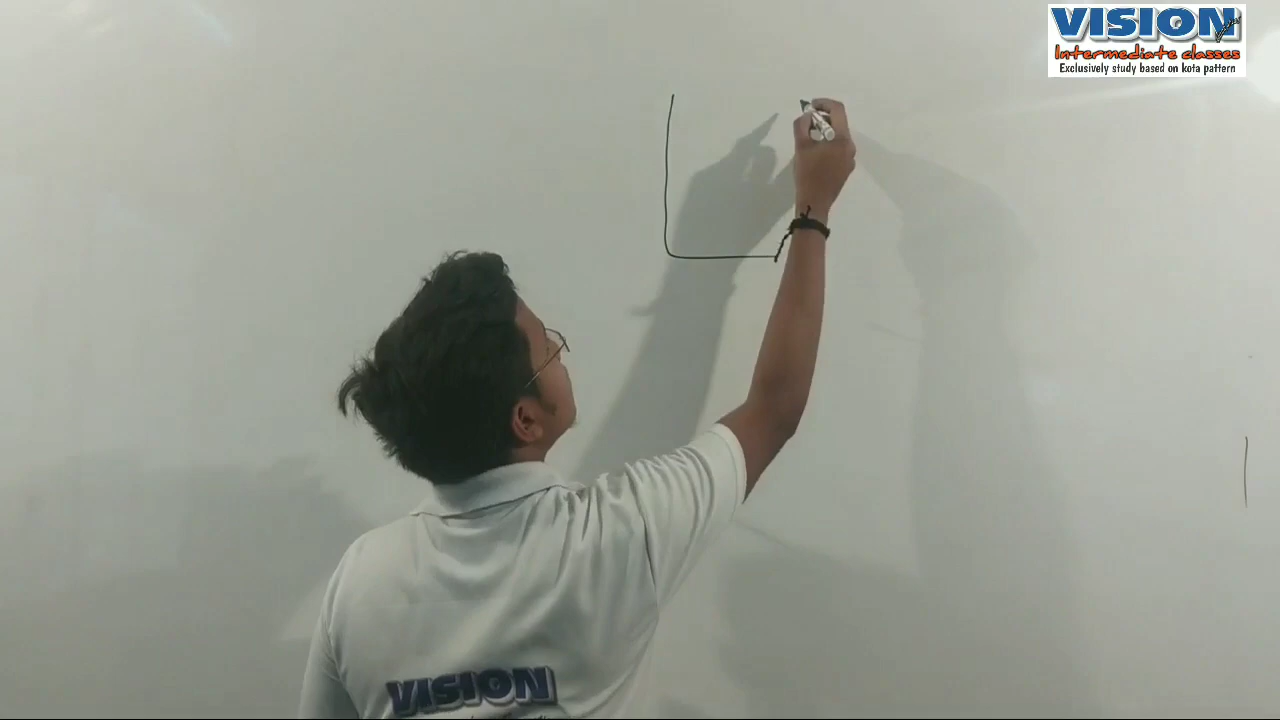 VISION
Intermediate classes
Exclusively study based on kota pattern
VISION